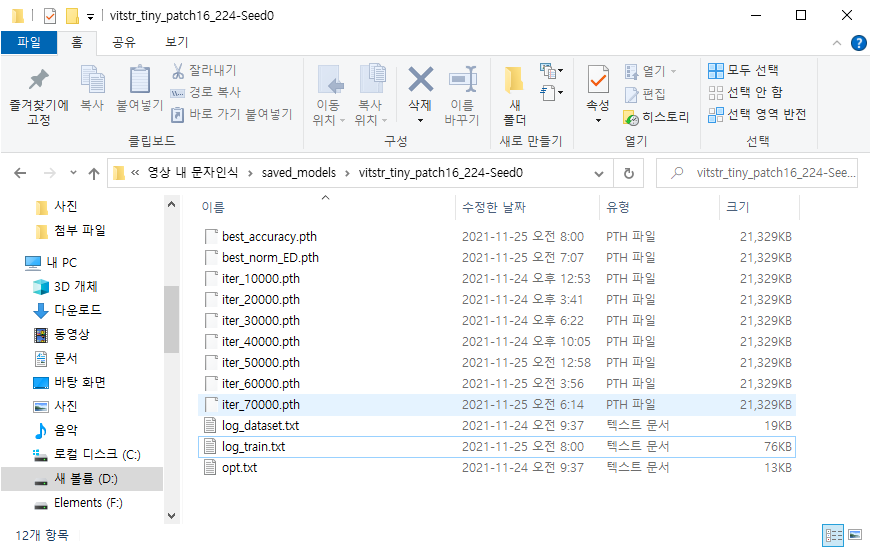 vitstr_tiny_patch16_224-Seed0
파일 홈 공유 보기
즐겨찾기에 고정
복사
붙여넣기
잘라내기
경로 복사
바로 가기 붙여넣기
클립보드
이동 위치
복사 위치
삭제
이름 바꾸기
구성
새 폴더
새로 만들기
속성
열기
편집
히스토리
열기
모두 선택
선택 안 함
선택 영역 반전
선택
« 영상 내 문자인식 › saved_models › vitstr_tiny_patch16_224-Seed0
vitstr_tiny_patch16_224-See...
사진
첨부 파일
내 PC
3D 개체
다운로드
동영상
문서
바탕 화면
사진
음악
로컬 디스크 (C:)
새 볼륨 (D:)
Elements (F:)
이름 수정한 날짜 유형 크기
best_accuracy.pth 2021-11-25 오전 8:00 PTH 파일 21,329KB
best_norm_ED.pth 2021-11-25 오전 7:07 PTH 파일 21,329KB
iter_10000.pth 2021-11-24 오후 12:53 PTH 파일 21,329KB
iter_20000.pth 2021-11-24 오후 3:41 PTH 파일 21,329KB
iter_30000.pth 2021-11-24 오후 6:22 PTH 파일 21,329KB
iter_40000.pth 2021-11-24 오후 10:05 PTH 파일 21,329KB
iter_50000.pth 2021-11-25 오전 12:58 PTH 파일 21,329KB
iter_60000.pth 2021-11-25 오전 3:56 PTH 파일 21,329KB
iter_70000.pth 2021-11-25 오전 6:14 PTH 파일 21,329KB
log_dataset.txt 2021-11-24 오전 9:37 텍스트 문서 19KB
log_train.txt 2021-11-25 오전 8:00 텍스트 문서 76KB
opt.txt 2021-11-24 오전 9:37 텍스트 문서 13KB
12개 항목